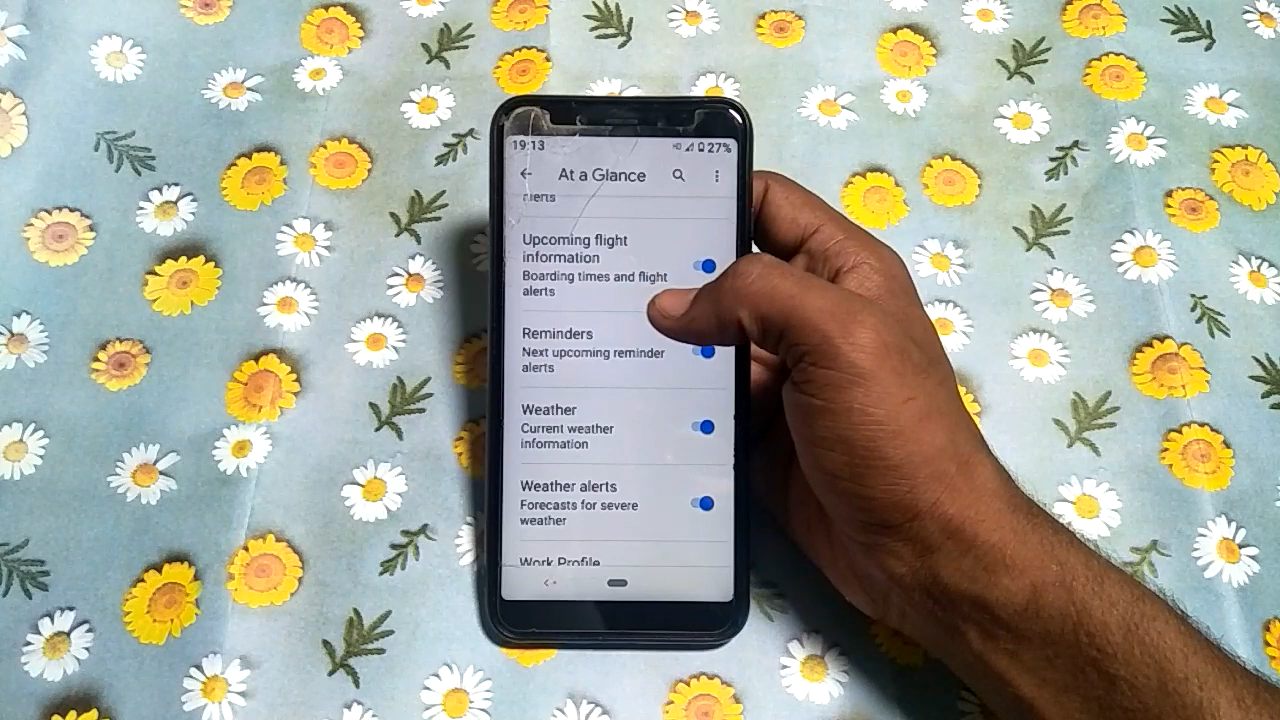 19:13 HD 27%
At a Glance
alerts
Upcoming flight
information
Boarding times and flight
alerts
Reminders
Next upcoming reminder
alerts
Weather
Current weather
information
Weather alerts
Forecasts for severe
weather
Work Profile